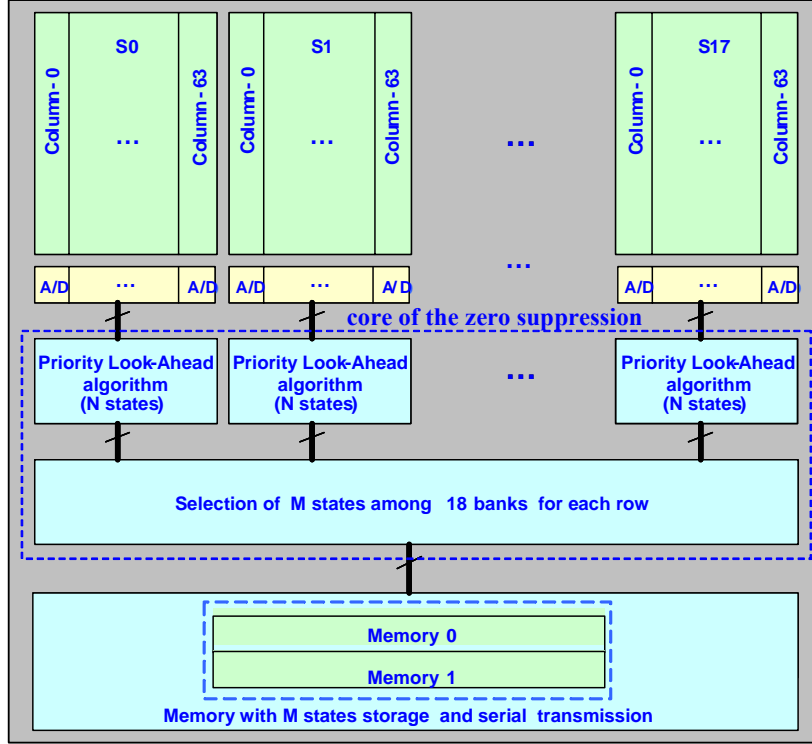 S0
S1
S17
Column- 0
...
Column- 63
Column- 0
...
Column- 63
...
Column- 0
...
Column- 63
...
A/D
...
A/D
A/D
...
A/D
A/D
...
A/D
core of the zero suppression
Priority Look-Ahead
algorithm
(N states)
Priority Look-Ahead
algorithm
(N states)
...
Priority Look-Ahead
algorithm
(N states)
Selection of M states among 18 banks for each row
Memory 0
Memory 1
Memory with M states storage and serial transmission